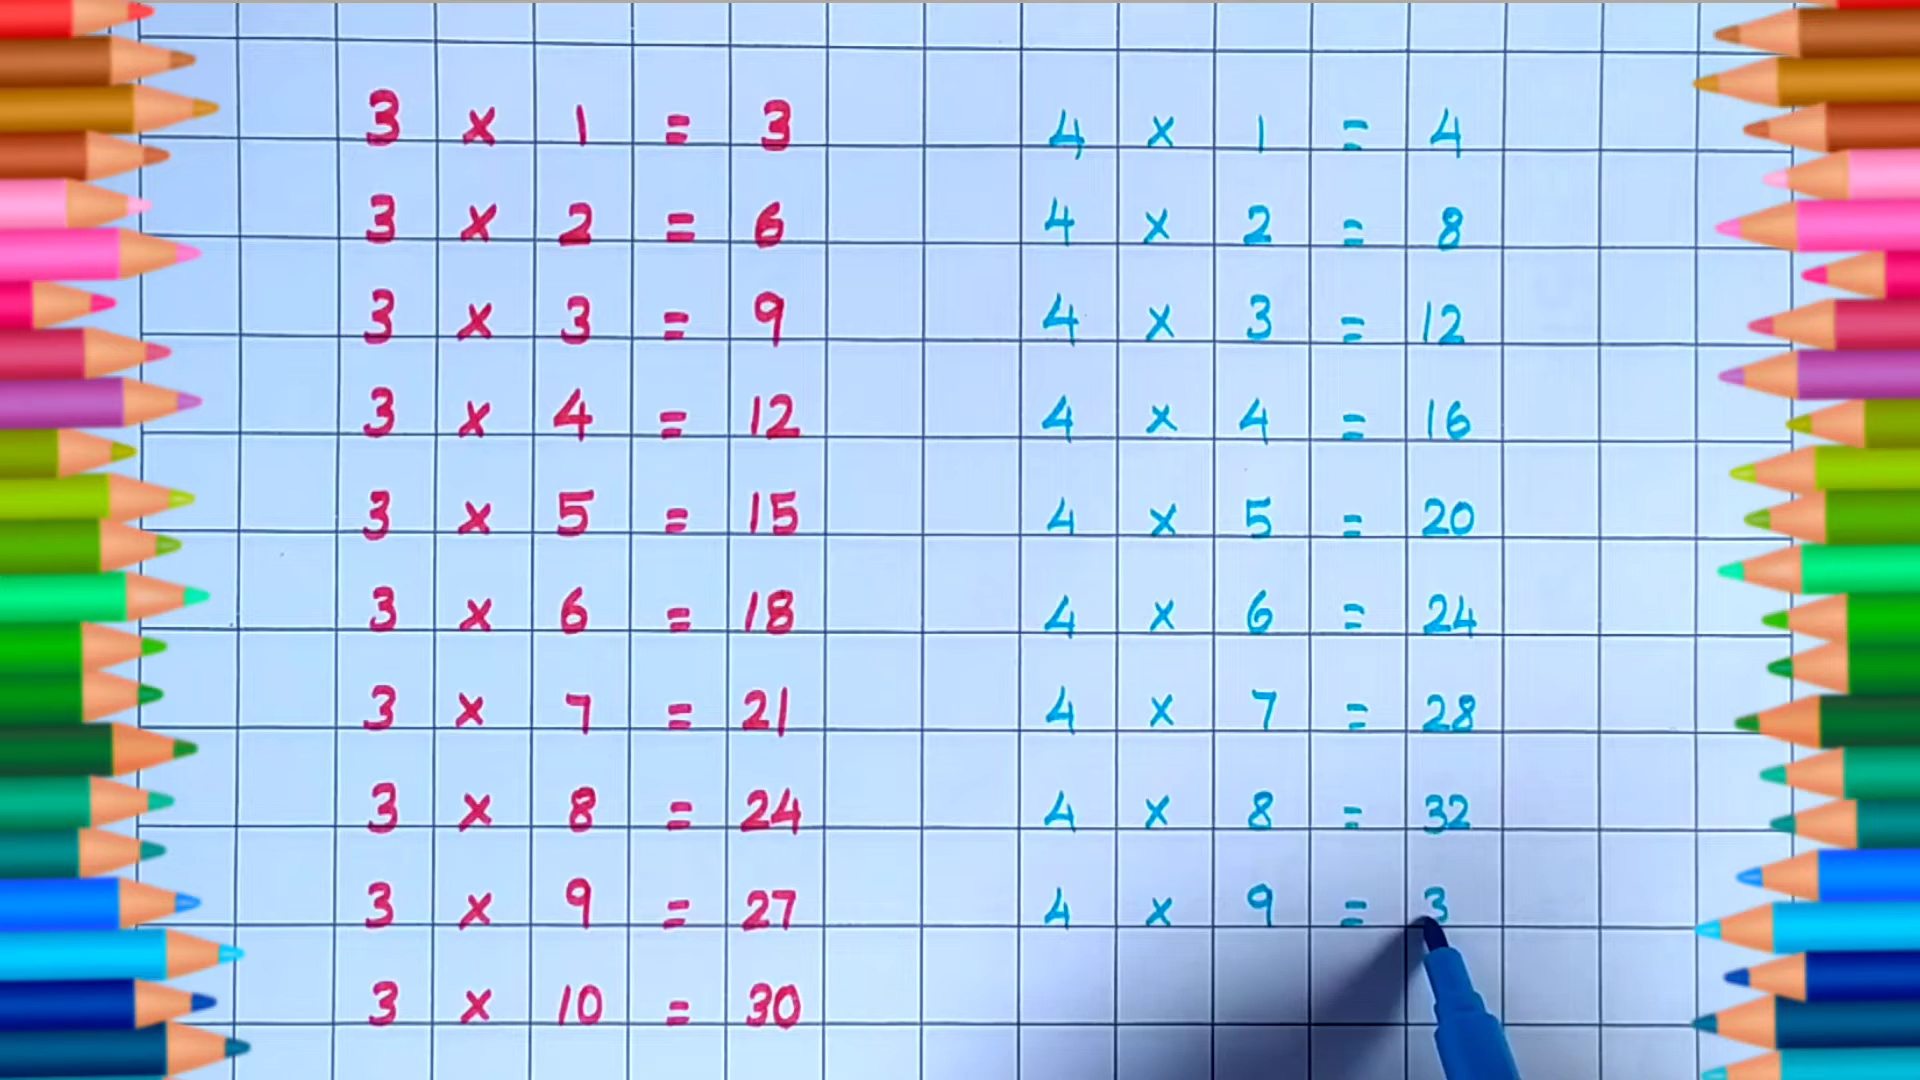 3 x 1 = 3
3 x 2 = 6
3 x 3 = 9
3 x 4 = 12
3 x 5 = 15
3 x 6 = 18
3 x 7 = 21
3 x 8 = 24
3 x 9 = 27
3 x 10 = 30
4 x 1 = 4
4 x 2 = 8
4 x 3 = 12
4 x 4 = 16
4 x 5 = 20
4 x 6 = 24
4 x 7 = 28
4 x 8 = 32
4 x 9 = 3